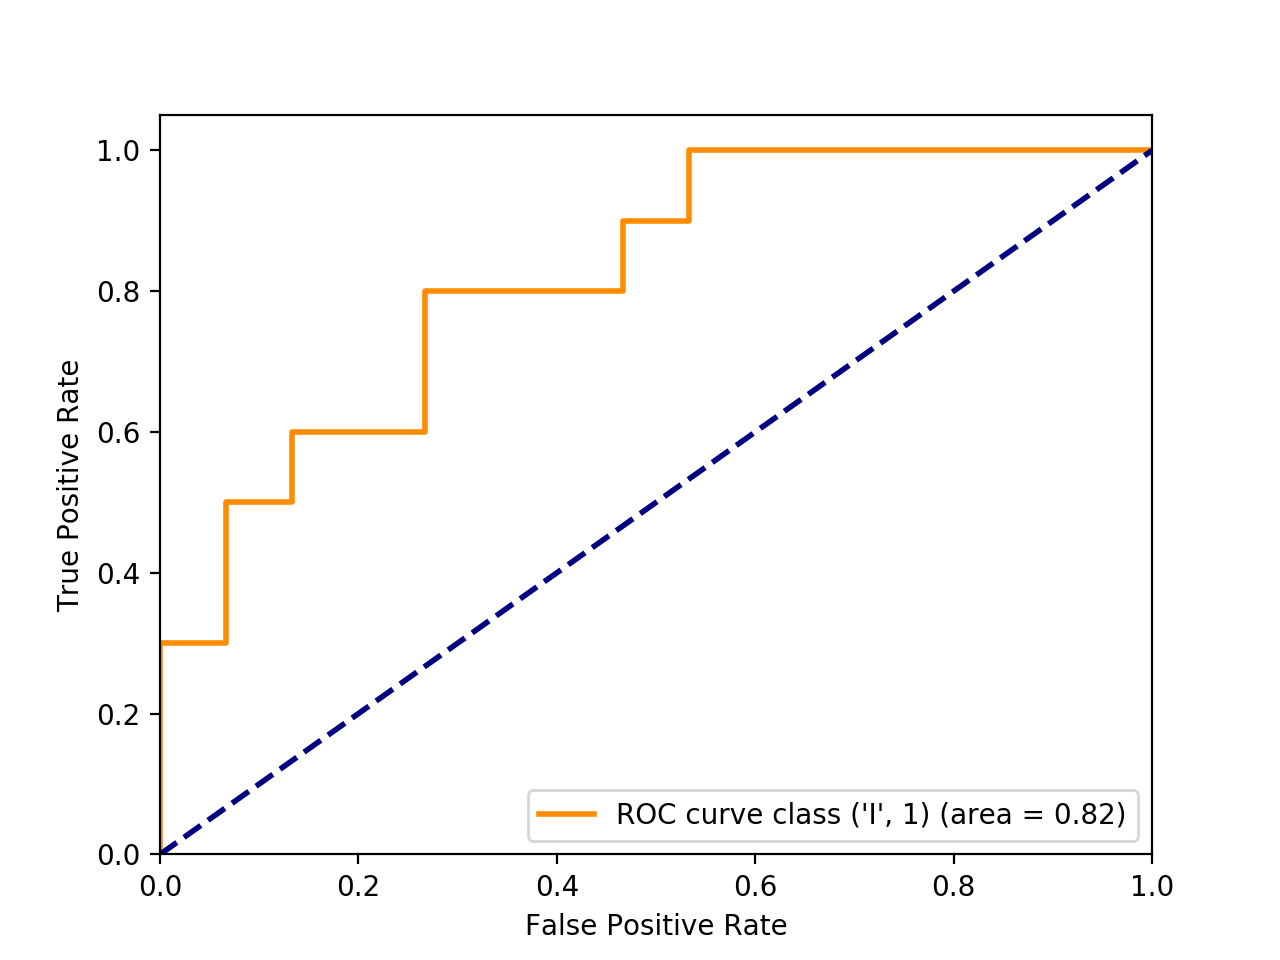 1.0
0.8
0.6
0.4
0.2
0.0
True Positive Rate
ROC curve class ('I', 1) (area = 0.82)
0.0 0.2 0.4 0.6 0.8 1.0
False Positive Rate